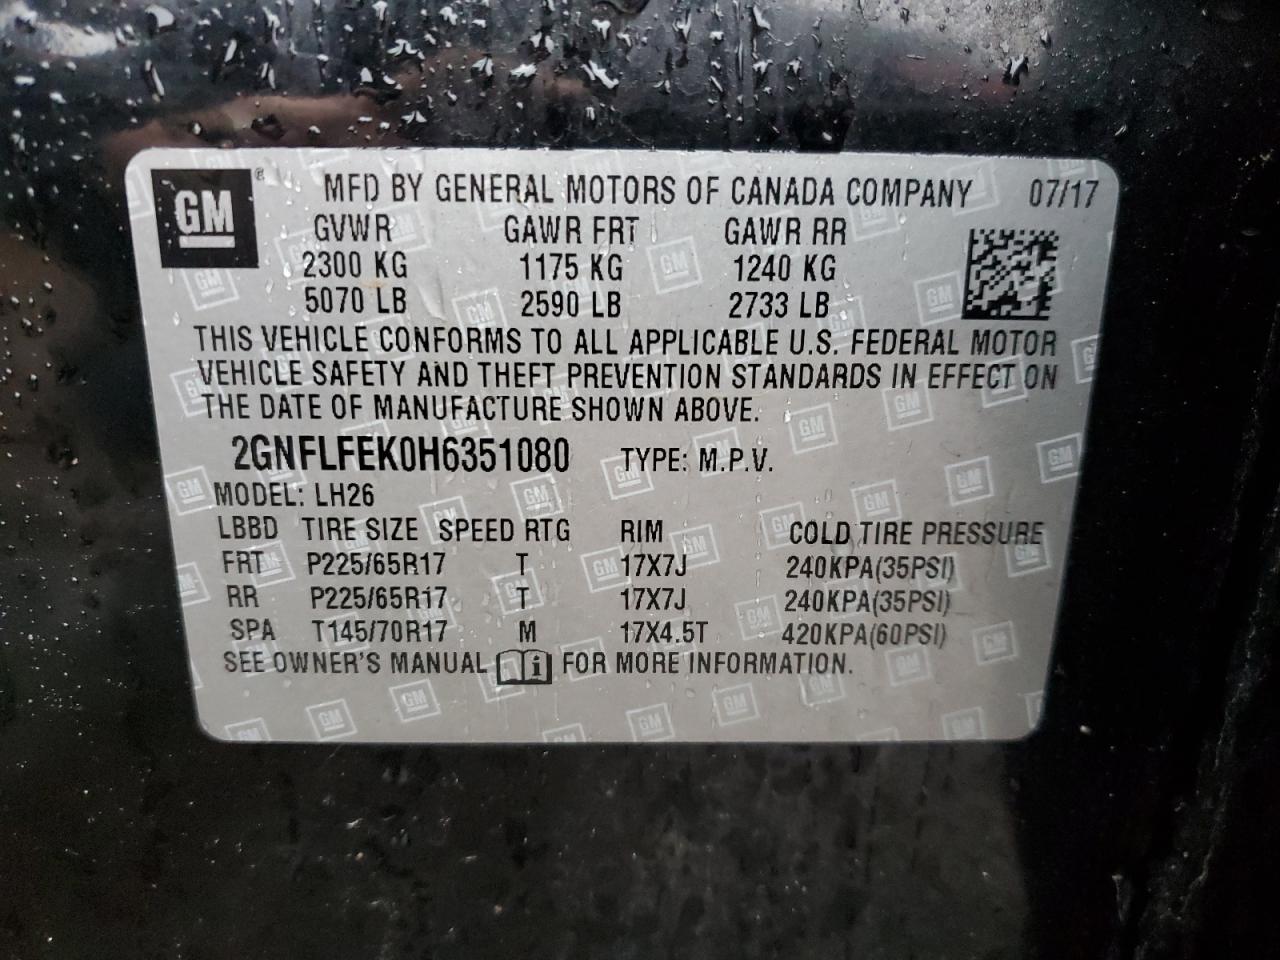 GM ® MFD BY GENERAL MOTORS OF CANADA COMPANY 07/17
GVWR GAWR FRT GAWR RR
2300 KG 1175 KG 1240 KG
5070 LB 2590 LB 2733 LB
THIS VEHICLE CONFORMS TO ALL APPLICABLE U.S. FEDERAL MOTOR
VEHICLE SAFETY AND THEFT PREVENTION STANDARDS IN EFFECT ON
THE DATE OF MANUFACTURE SHOWN ABOVE.
2GNFLFEK0H6351080 TYPE: M.P.V.
MODEL: LH26
LBBD TIRE SIZE SPEED RTG RIM COLD TIRE PRESSURE
FRT P225/65R17 T 17X7J 240KPA(35PSI)
RR P225/65R17 T 17X7J 240KPA(35PSI)
SPA T145/70R17 M 17X4.5T 420KPA(60PSI)
SEE OWNER'S MANUAL i FOR MORE INFORMATION.